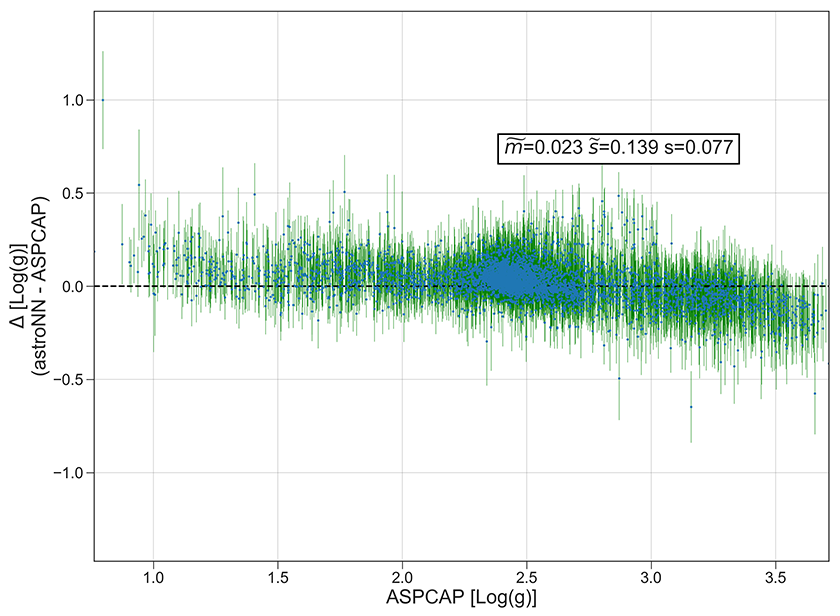 m̃=0.023 s̃=0.139 s=0.077
Δ [Log(g)]
(astroNN - ASPCAP)
1.0
0.5
0.0
−0.5
−1.0
1.0 1.5 2.0 2.5 3.0 3.5
ASPCAP [Log(g)]